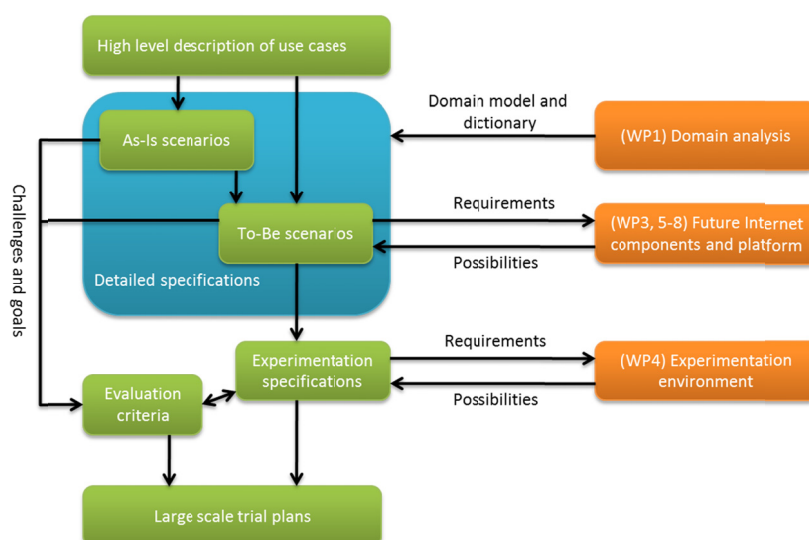 High level description of use cases
As-Is scenarios
Domain model and
dictionary
(WP1) Domain analysis
To-Be scenarios
Requirements
Possibilities
(WP3, 5-8) Future Internet
components and platform
Detailed specifications
Challenges and goals
Experimentation
specifications
Requirements
Possibilities
(WP4) Experimentation
environment
Evaluation
criteria
Large scale trial plans